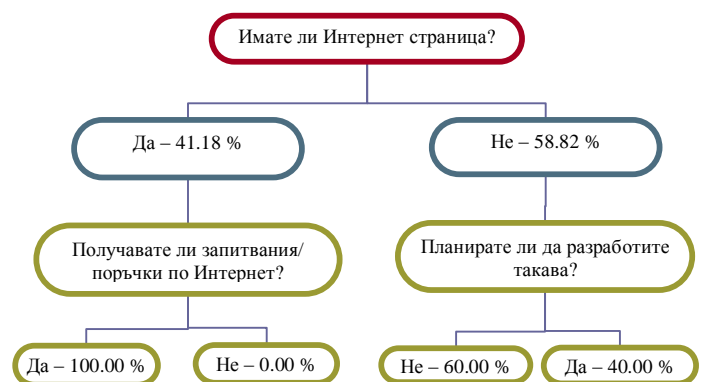 Имате ли Интернет страница?
Да – 41.18 %
Не – 58.82 %
Получавате ли запитвания/
поръчки по Интернет?
Планирате ли да разработите
такава?
Да – 100.00 %
Не – 0.00 %
Не – 60.00 %
Да – 40.00 %